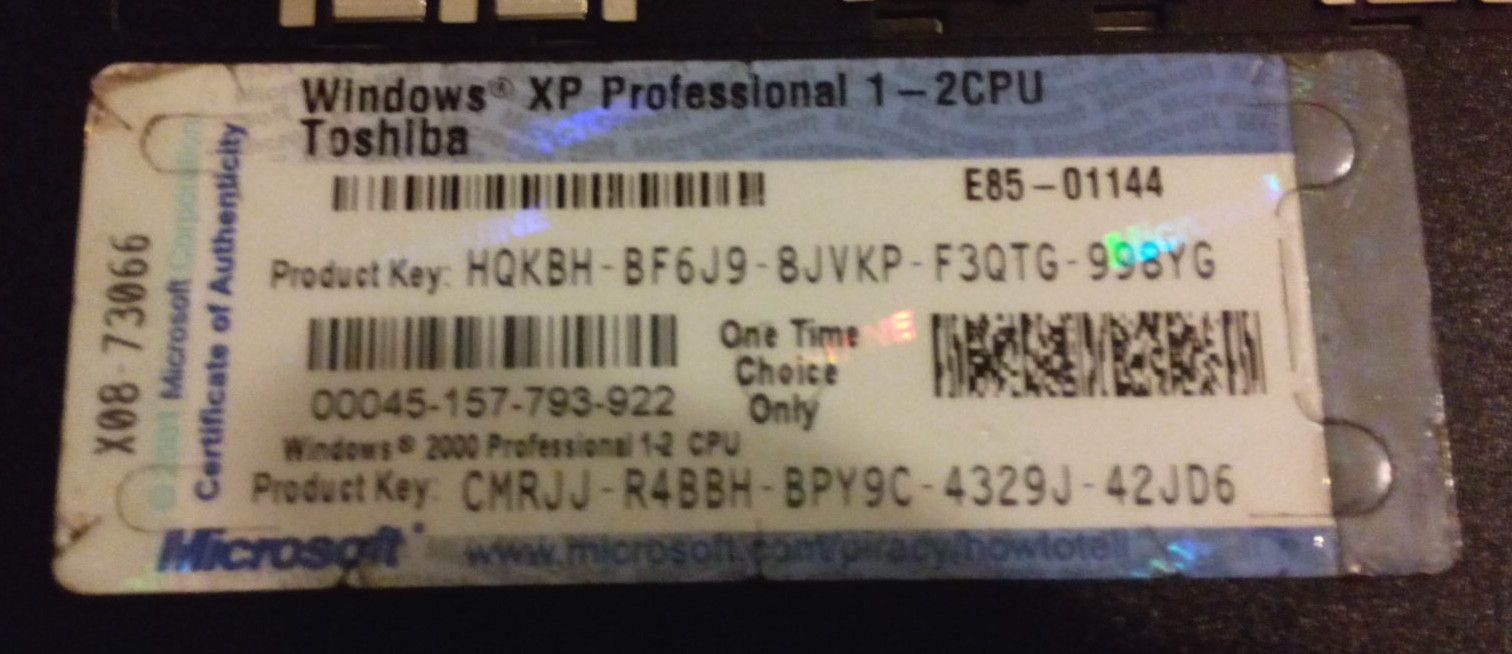 Windows® XP Professional 1-2CPU
Toshiba
E85-01144
Product Key: HQKBH-BF6J9-8JVKP-F3QTG-998YG
One Time
Choice
Only
00045-157-793-922
Windows® 2000 Professional 1-2 CPU
Product Key: CMRJJ-R4BBH-BPY9C-4329J-42JD6
Microsoft® www.microsoft.com/piracy/howtotell
X08-73066
Microsoft Corporation
Certificate of Authenticity